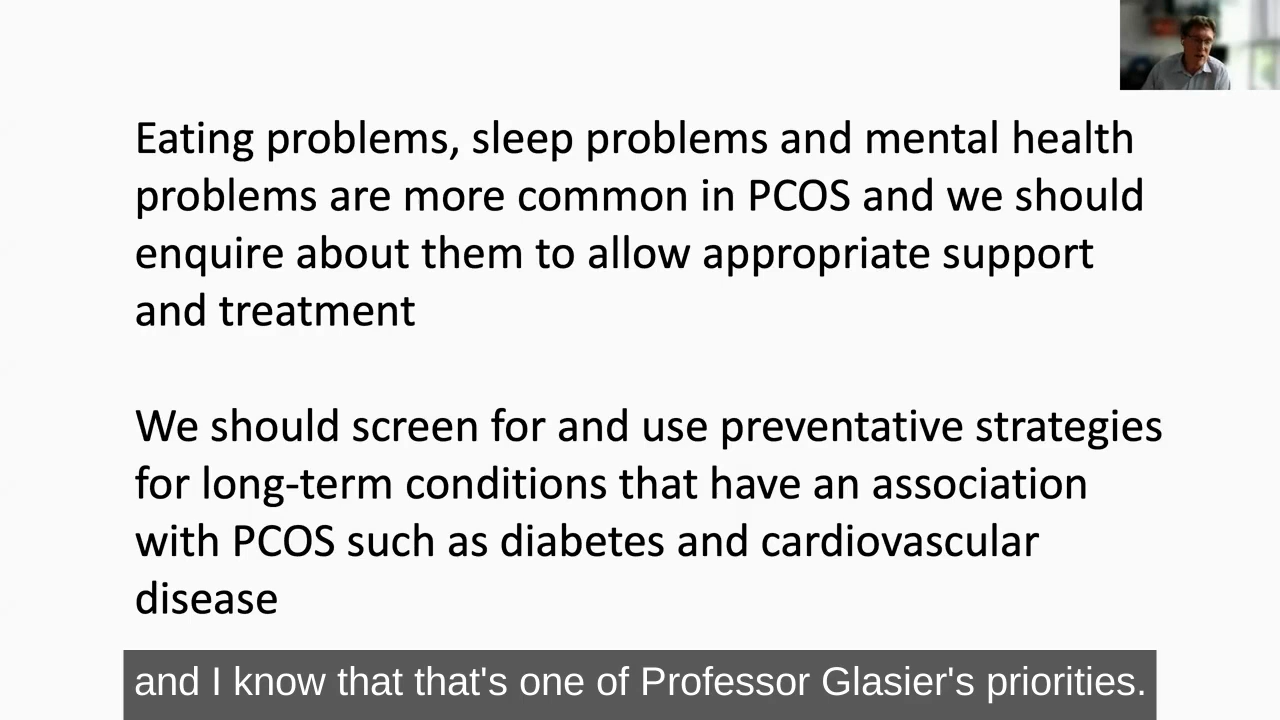 Eating problems, sleep problems and mental health
problems are more common in PCOS and we should
enquire about them to allow appropriate support
and treatment
We should screen for and use preventative strategies
for long-term conditions that have an association
with PCOS such as diabetes and cardiovascular
disease
and I know that that's one of Professor Glasier's priorities.